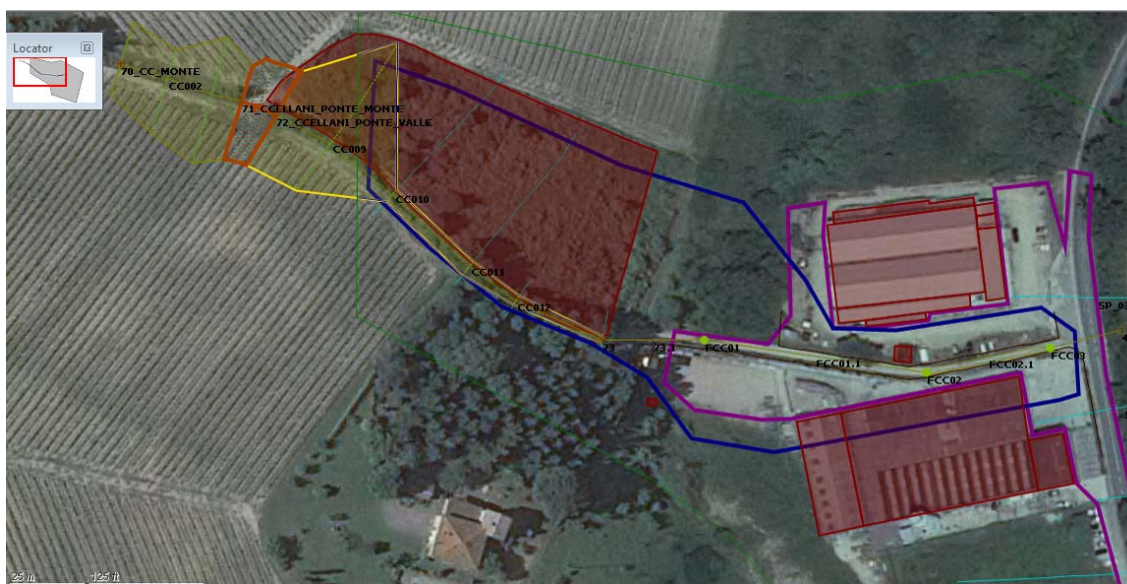 Locator
70_CC_MONTE
CC002
71_CCELLANI_PONTE_MONTE
72_CCELLANI_PONTE_VALLE
CC009
CC010
CC011
CC012
73
73.1
FCC01
FCC01.1
FCC02
FCC02.1
FCC03
25 m
125 ft